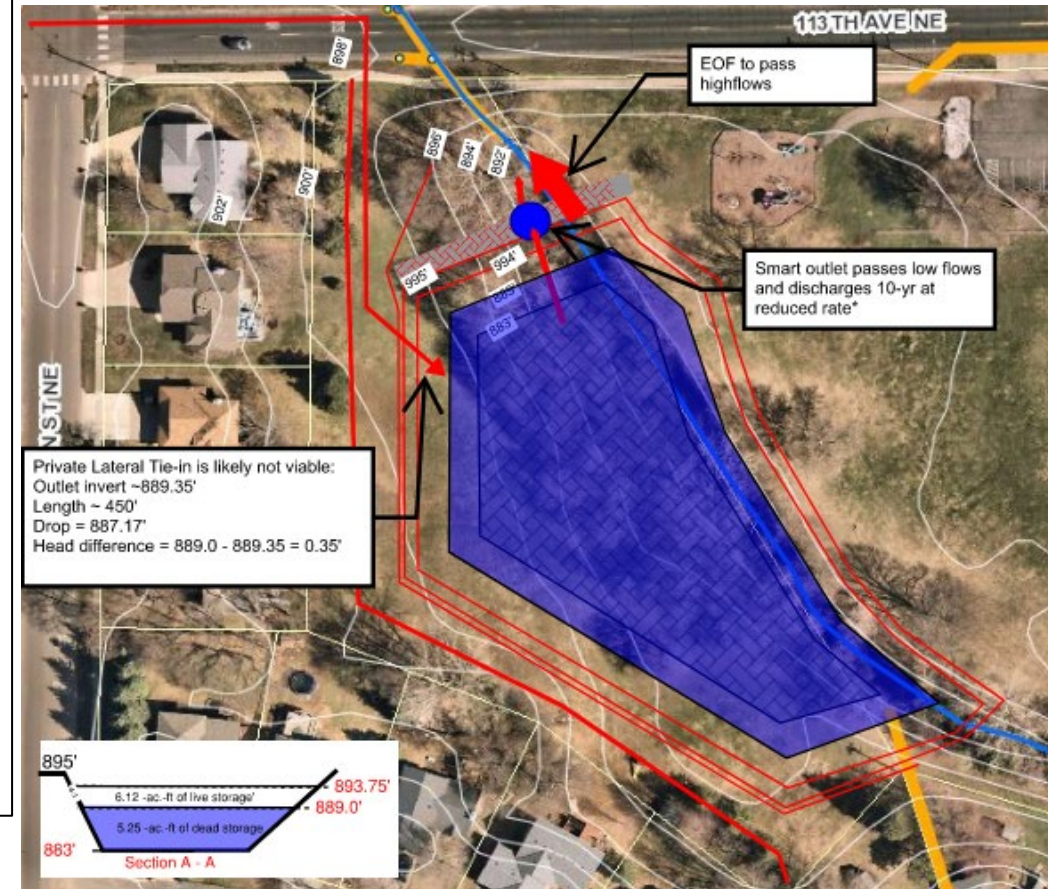 113TH AVE NE
EOF to pass
highflows
898'
896'
894'
892'
900'
902'
995'
994'
883'
Smart outlet passes low flows
and discharges 10-yr at
reduced rate*
N ST NE
Private Lateral Tie-in is likely not viable:
Outlet invert ~889.35'
Length ~ 450'
Drop = 887.17'
Head difference = 889.0 - 889.35 = 0.35'
895'
893.75'
6.12 -ac.-ft of live storage'
889.0'
5.25 -ac.-ft of dead storage
883'
Section A - A